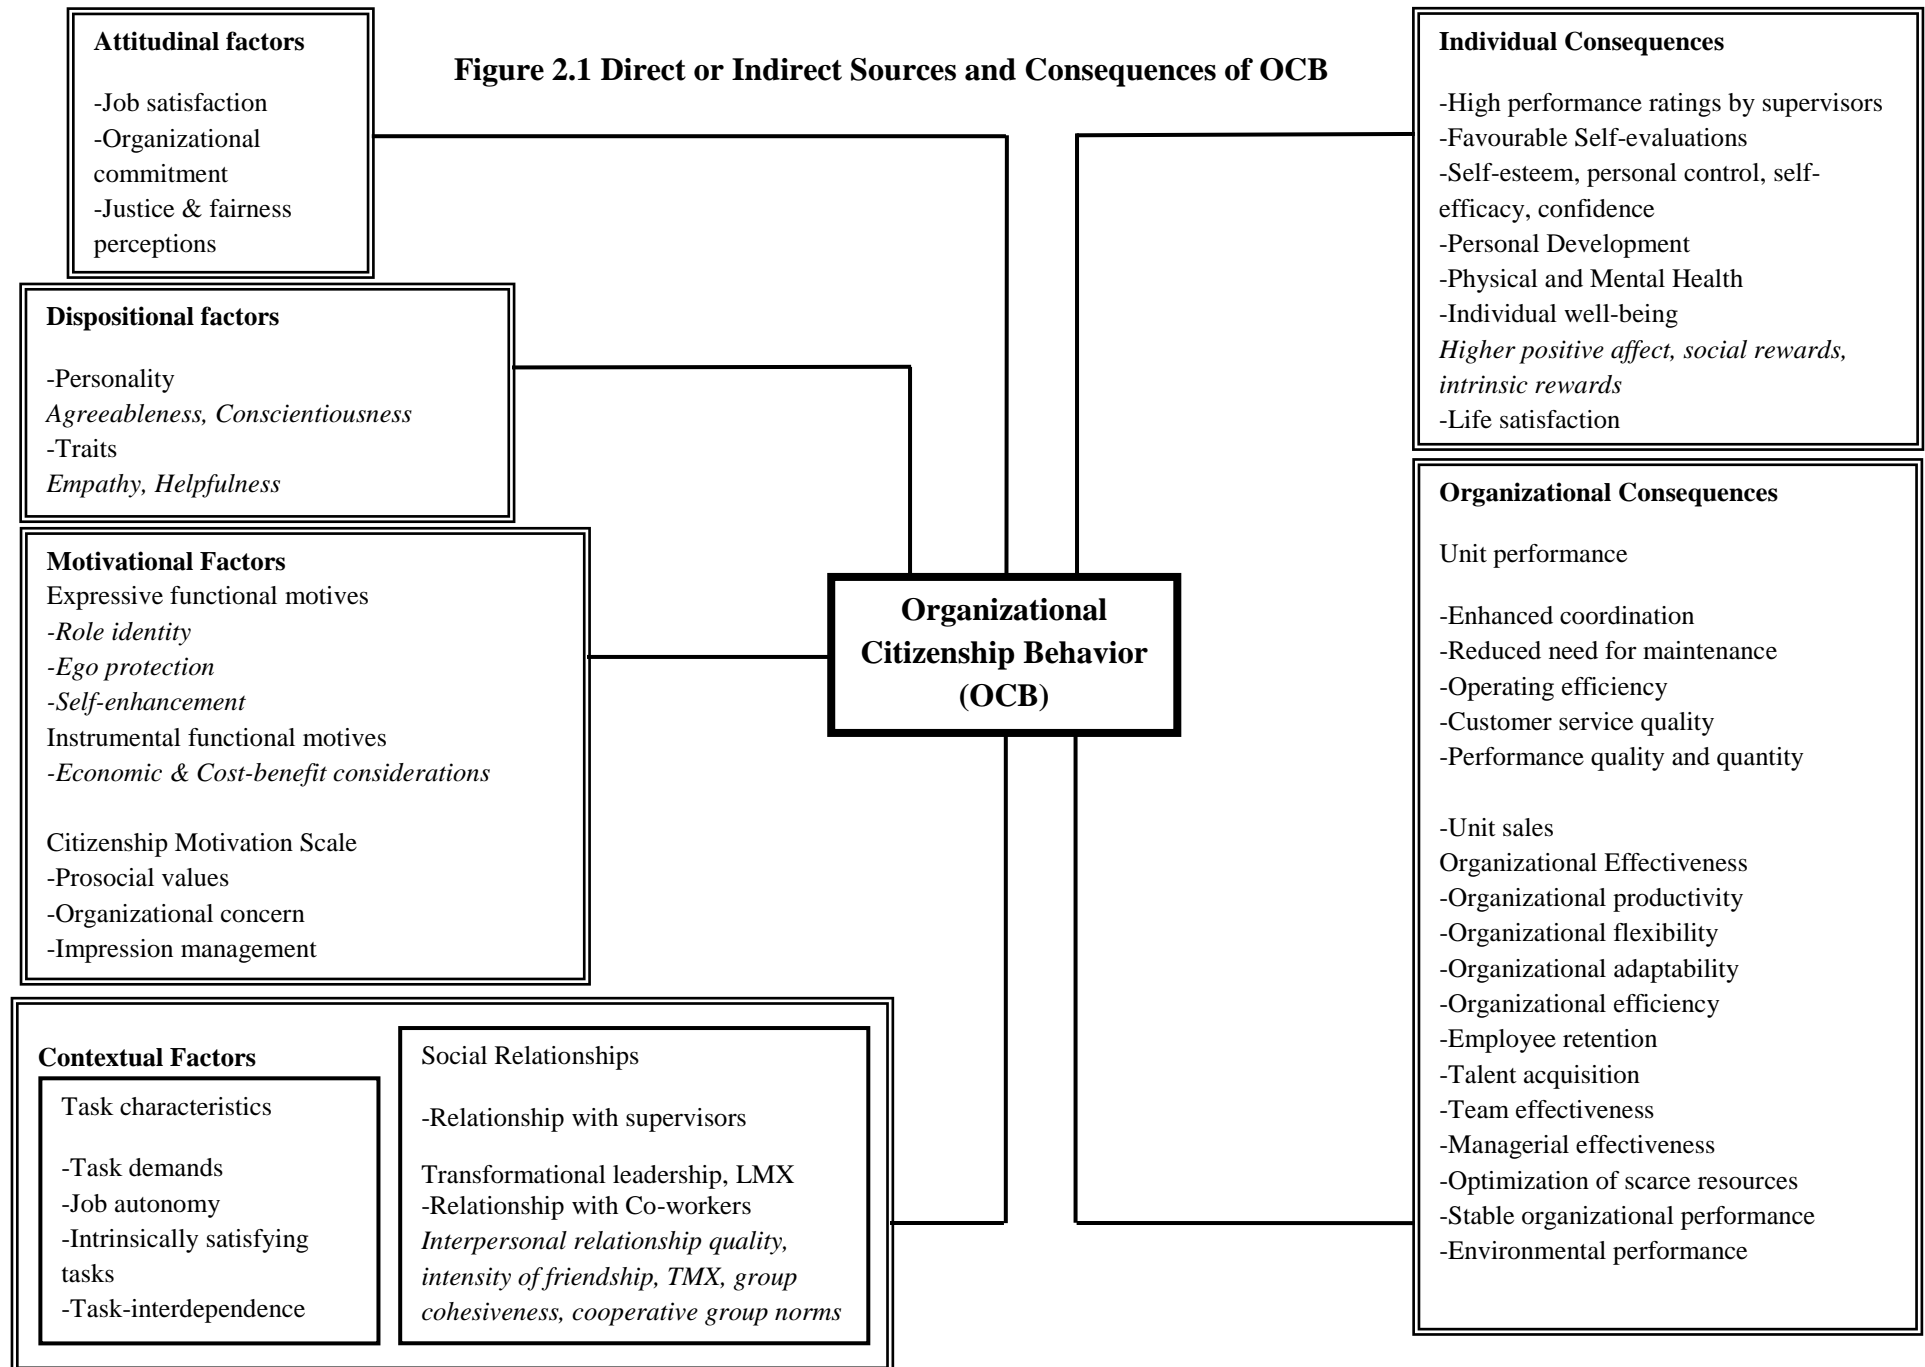 Figure 2.1 Direct or Indirect Sources and Consequences of OCB
Attitudinal factors
-Job satisfaction
-Organizational
commitment
-Justice & fairness
perceptions
Dispositional factors
-Personality
Agreeableness, Conscientiousness
-Traits
Empathy, Helpfulness
Motivational Factors
Expressive functional motives
-Role identity
-Ego protection
-Self-enhancement
Instrumental functional motives
-Economic & Cost-benefit considerations
Citizenship Motivation Scale
-Prosocial values
-Organizational concern
-Impression management
Contextual Factors
Task characteristics
-Task demands
-Job autonomy
-Intrinsically satisfying
tasks
-Task-interdependence
Social Relationships
-Relationship with supervisors
Transformational leadership, LMX
-Relationship with Co-workers
Interpersonal relationship quality,
intensity of friendship, TMX, group
cohesiveness, cooperative group norms
Organizational
Citizenship Behavior
(OCB)
Individual Consequences
-High performance ratings by supervisors
-Favourable Self-evaluations
-Self-esteem, personal control, self-
efficacy, confidence
-Personal Development
-Physical and Mental Health
-Individual well-being
Higher positive affect, social rewards,
intrinsic rewards
-Life satisfaction
Organizational Consequences
Unit performance
-Enhanced coordination
-Reduced need for maintenance
-Operating efficiency
-Customer service quality
-Performance quality and quantity
-Unit sales
Organizational Effectiveness
-Organizational productivity
-Organizational flexibility
-Organizational adaptability
-Organizational efficiency
-Employee retention
-Talent acquisition
-Team effectiveness
-Managerial effectiveness
-Optimization of scarce resources
-Stable organizational performance
-Environmental performance